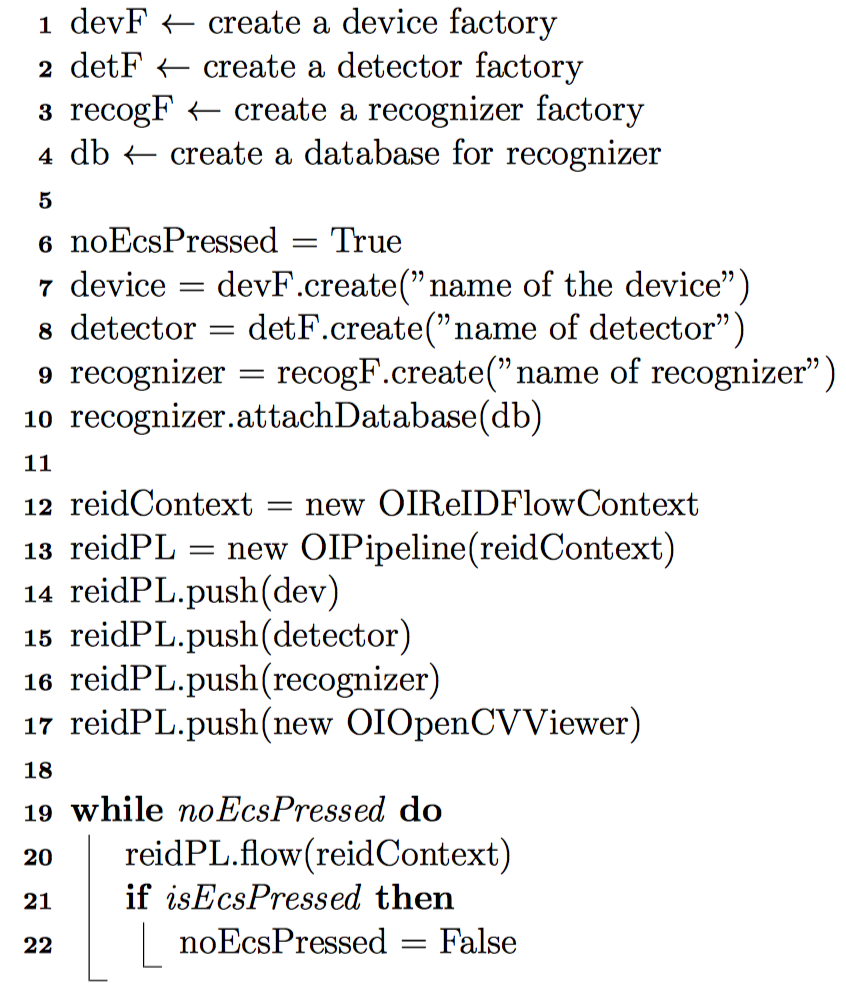 1 devF ← create a device factory
2 detF ← create a detector factory
3 recogF ← create a recognizer factory
4 db ← create a database for recognizer
5
6 noEcsPressed = True
7 device = devF.create(”name of the device”)
8 detector = detF.create(”name of detector”)
9 recognizer = recogF.create(”name of recognizer”)
10 recognizer.attachDatabase(db)
11
12 reidContext = new OIReIDFlowContext
13 reidPL = new OIPipeline(reidContext)
14 reidPL.push(dev)
15 reidPL.push(detector)
16 reidPL.push(recognizer)
17 reidPL.push(new OIOpenCVViewer)
18
19 while noEcsPressed do
20 reidPL.flow(reidContext)
21 if isEcsPressed then
22 noEcsPressed = False